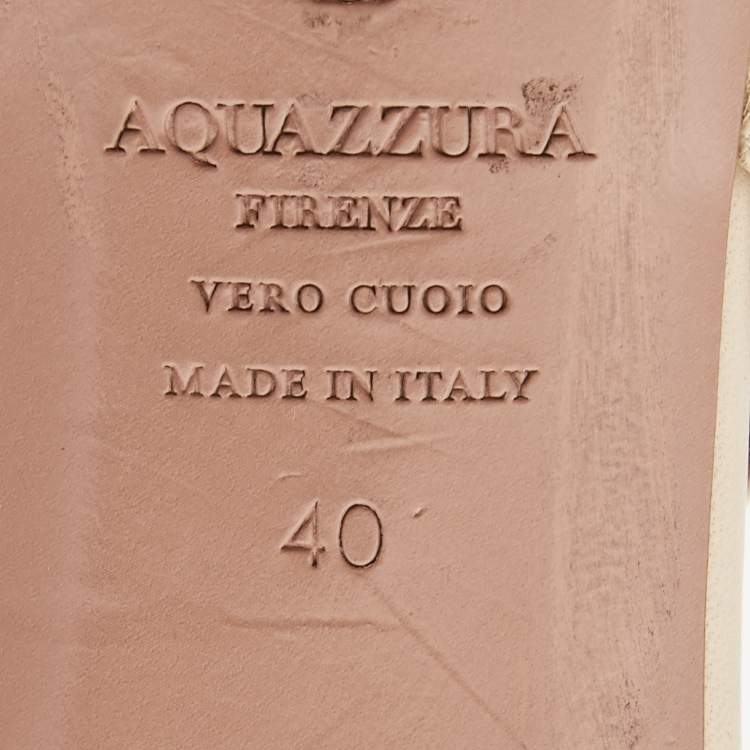 AQUAZZURA
FIRENZE
VERO CUOIO
MADE IN ITALY
40